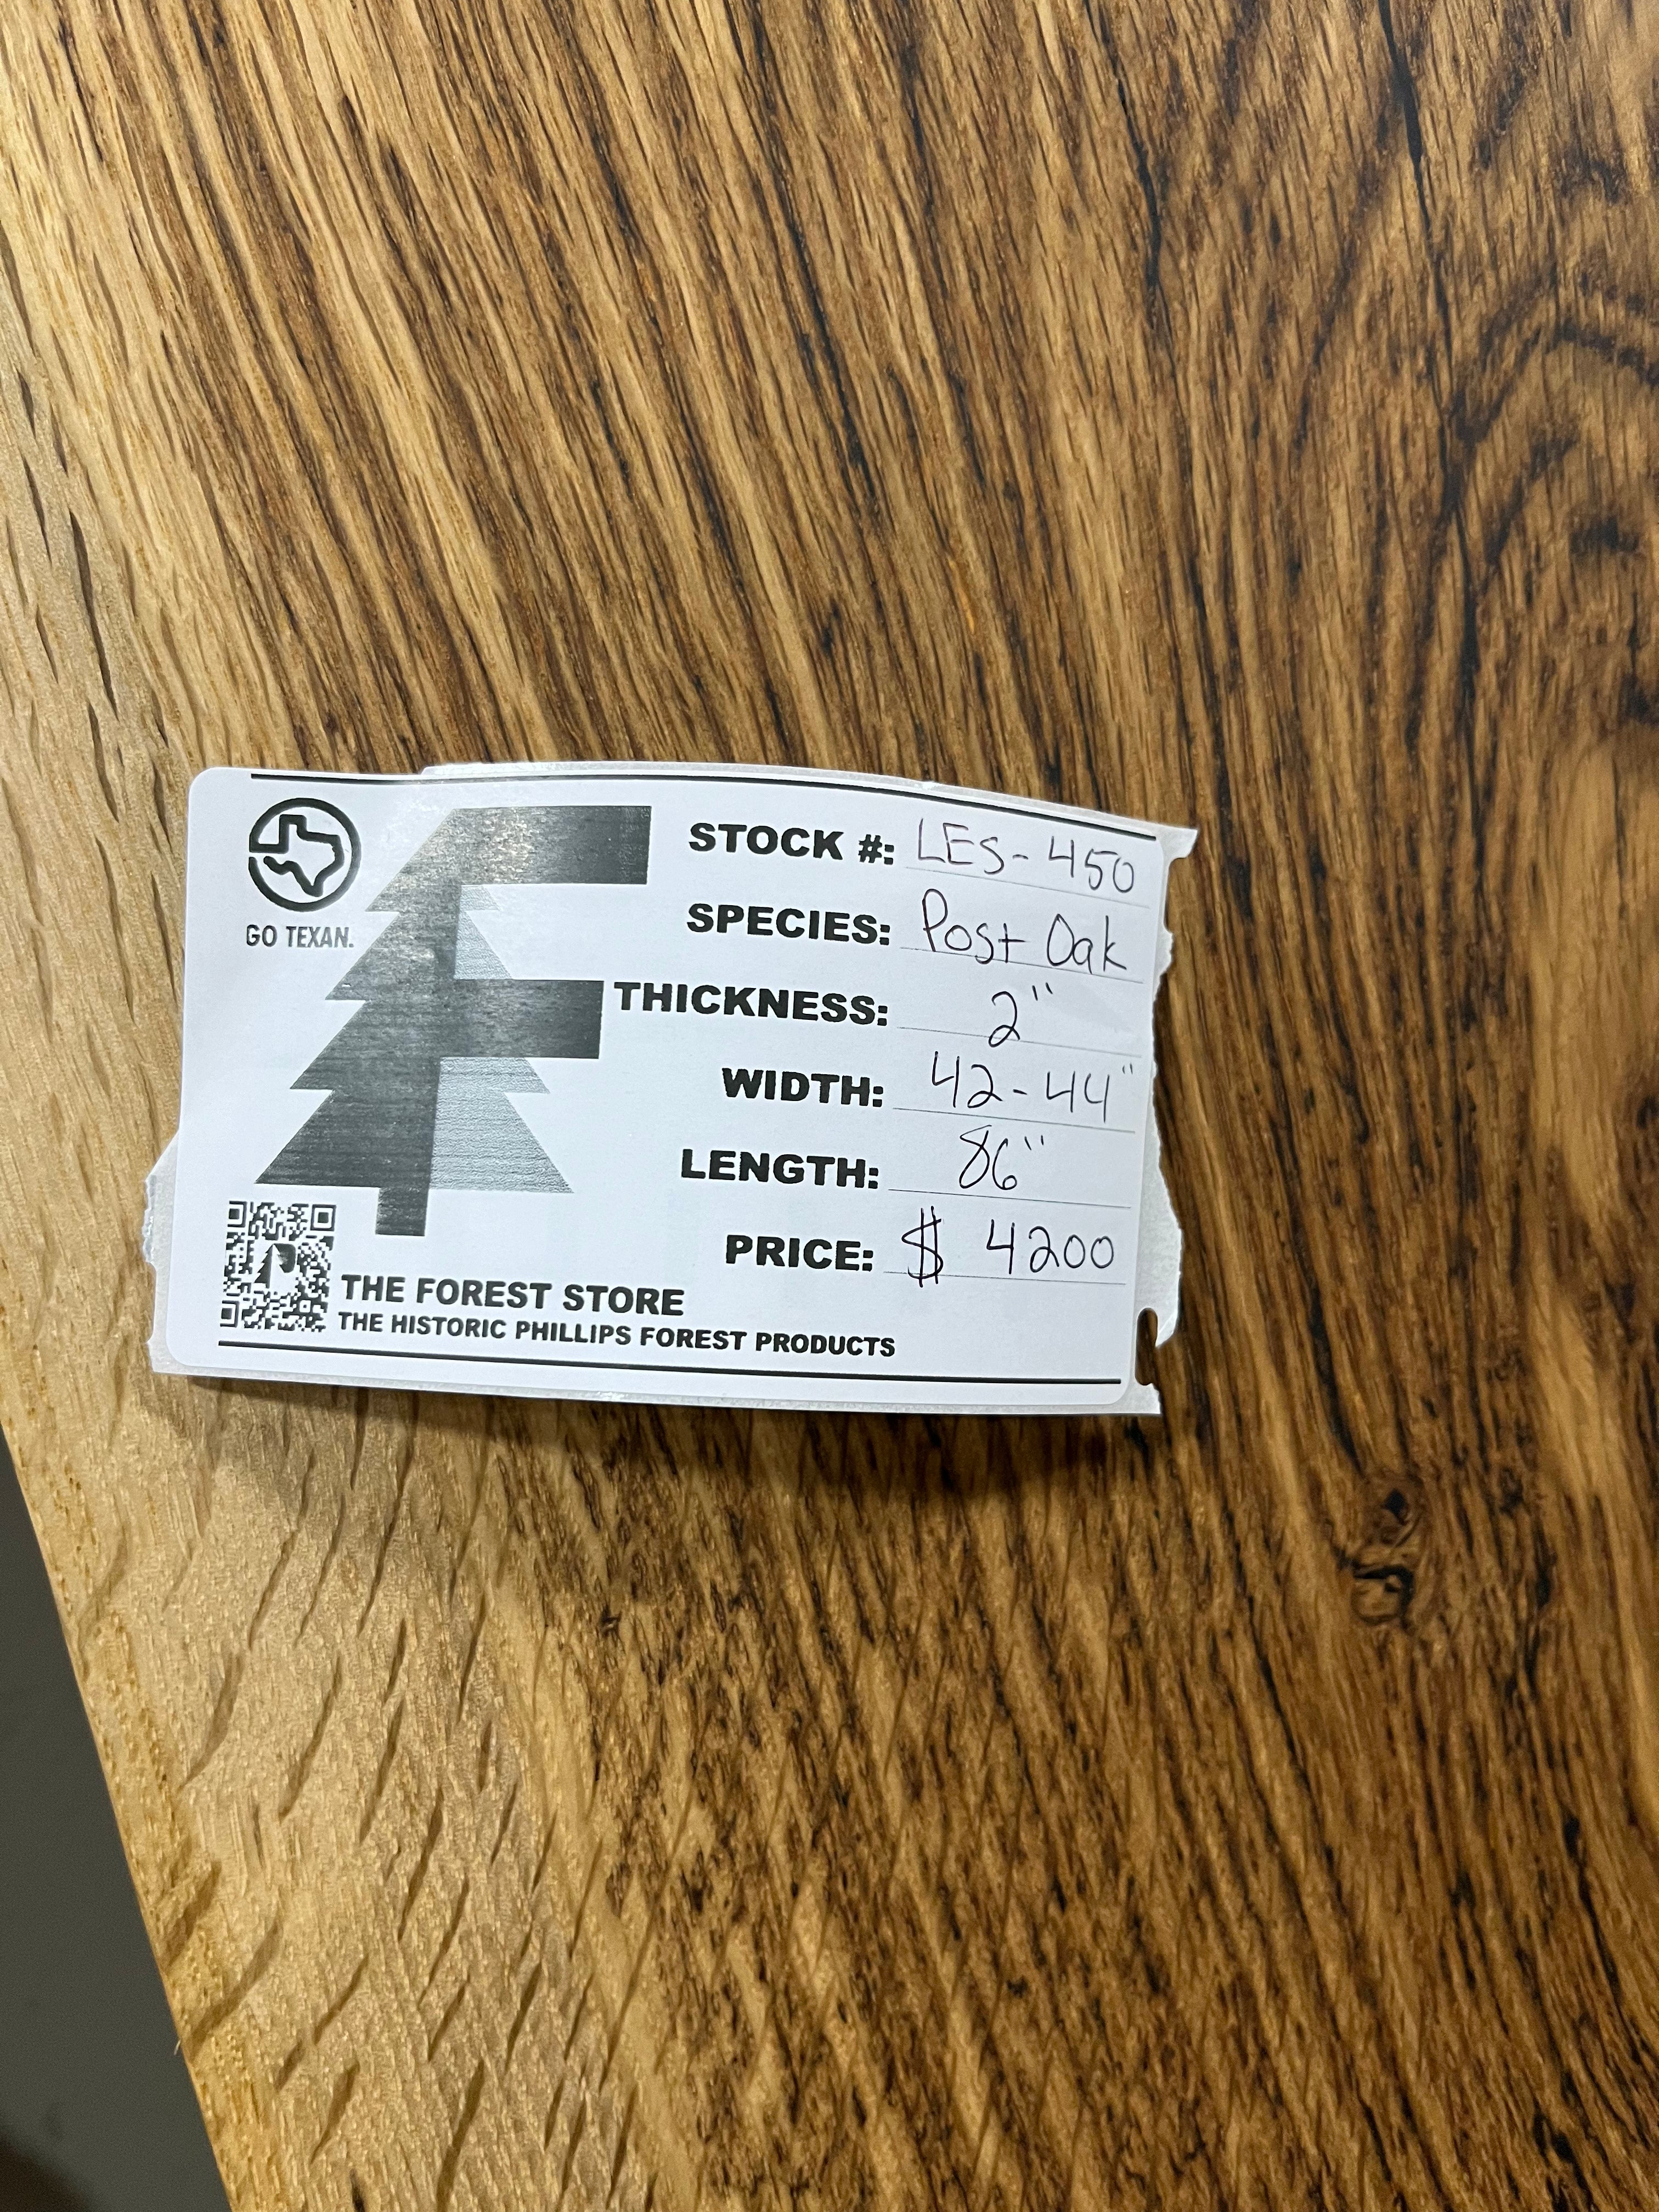 GO TEXAN.
STOCK #: LES-450
SPECIES: Post Oak
THICKNESS: 2"
WIDTH: 42-44"
LENGTH: 86"
PRICE: $ 4200
THE FOREST STORE
THE HISTORIC PHILLIPS FOREST PRODUCTS